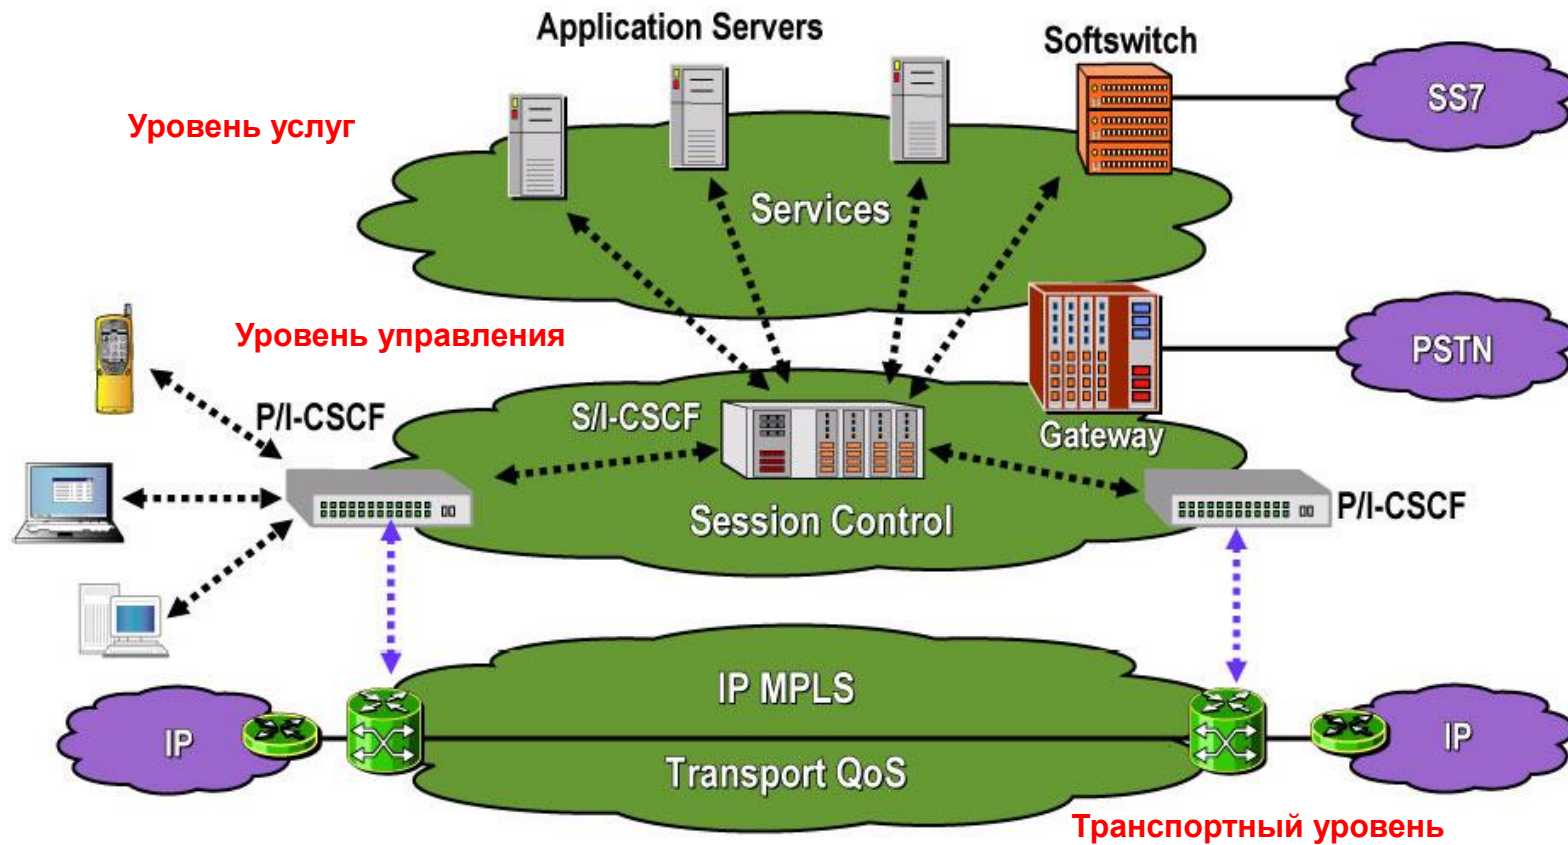 Application Servers
Softswitch
SS7
Уровень услуг
Services
Уровень управления
PSTN
P/I-CSCF
S/I-CSCF
Gateway
Session Control
P/I-CSCF
IP MPLS
IP
IP
Transport QoS
Транспортный уровень